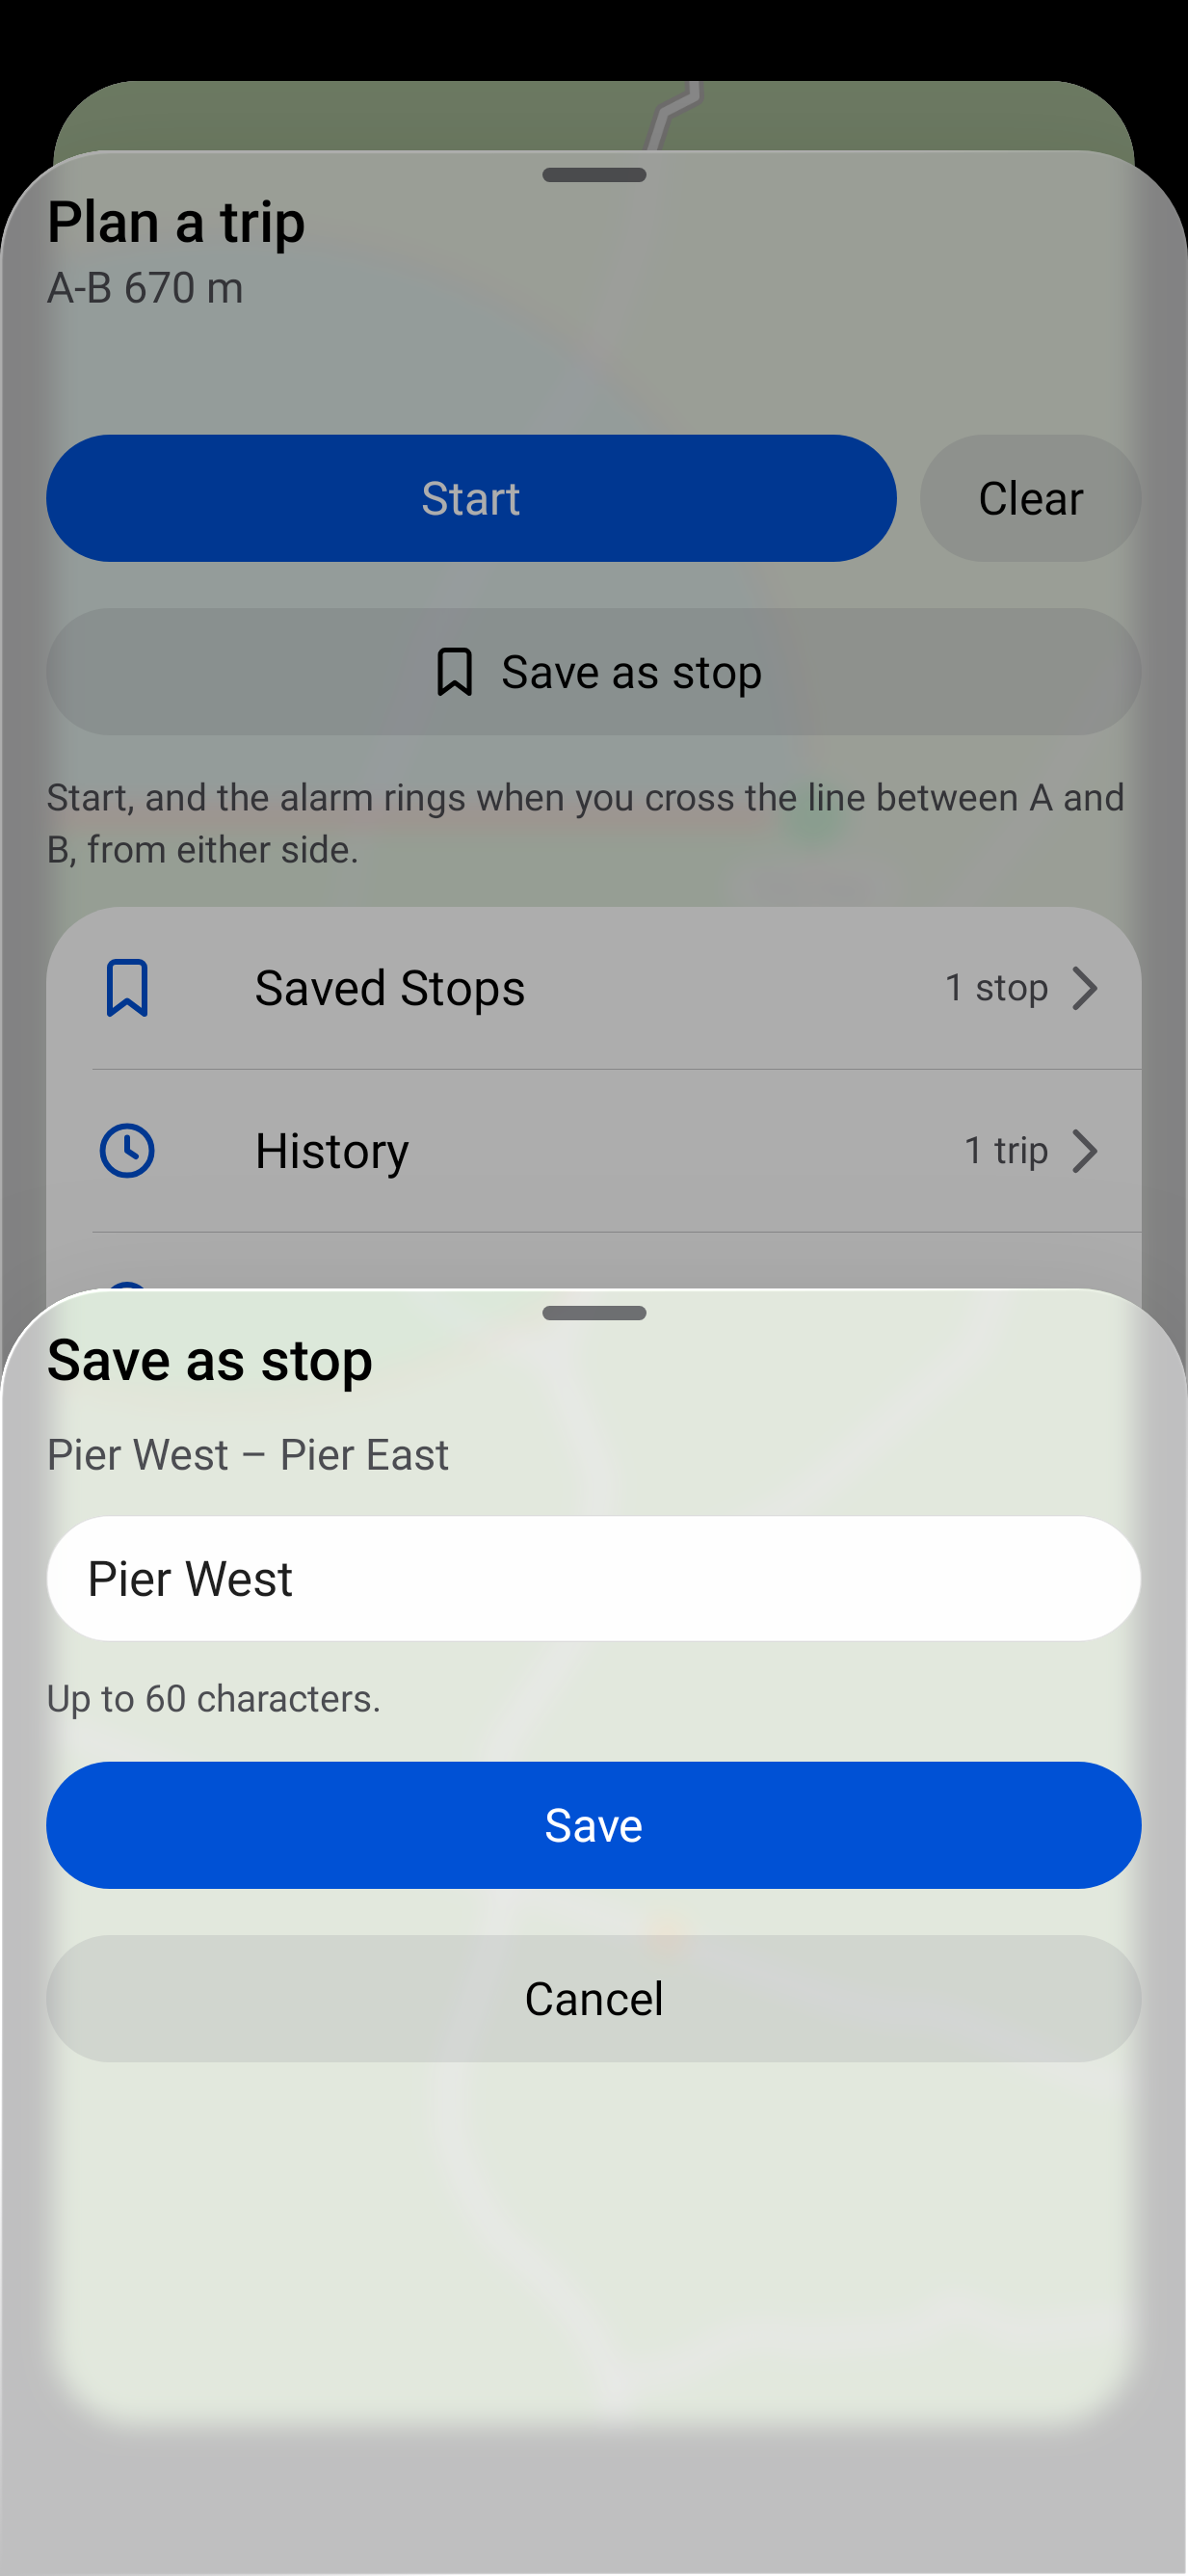 Plan a trip
A-B 670 m
Start
Clear
Save as stop
Start, and the alarm rings when you cross the line between A and
B, from either side.
Saved Stops
1 stop
History
1 trip
Save as stop
Pier West – Pier East
Pier West
Up to 60 characters.
Save
Cancel